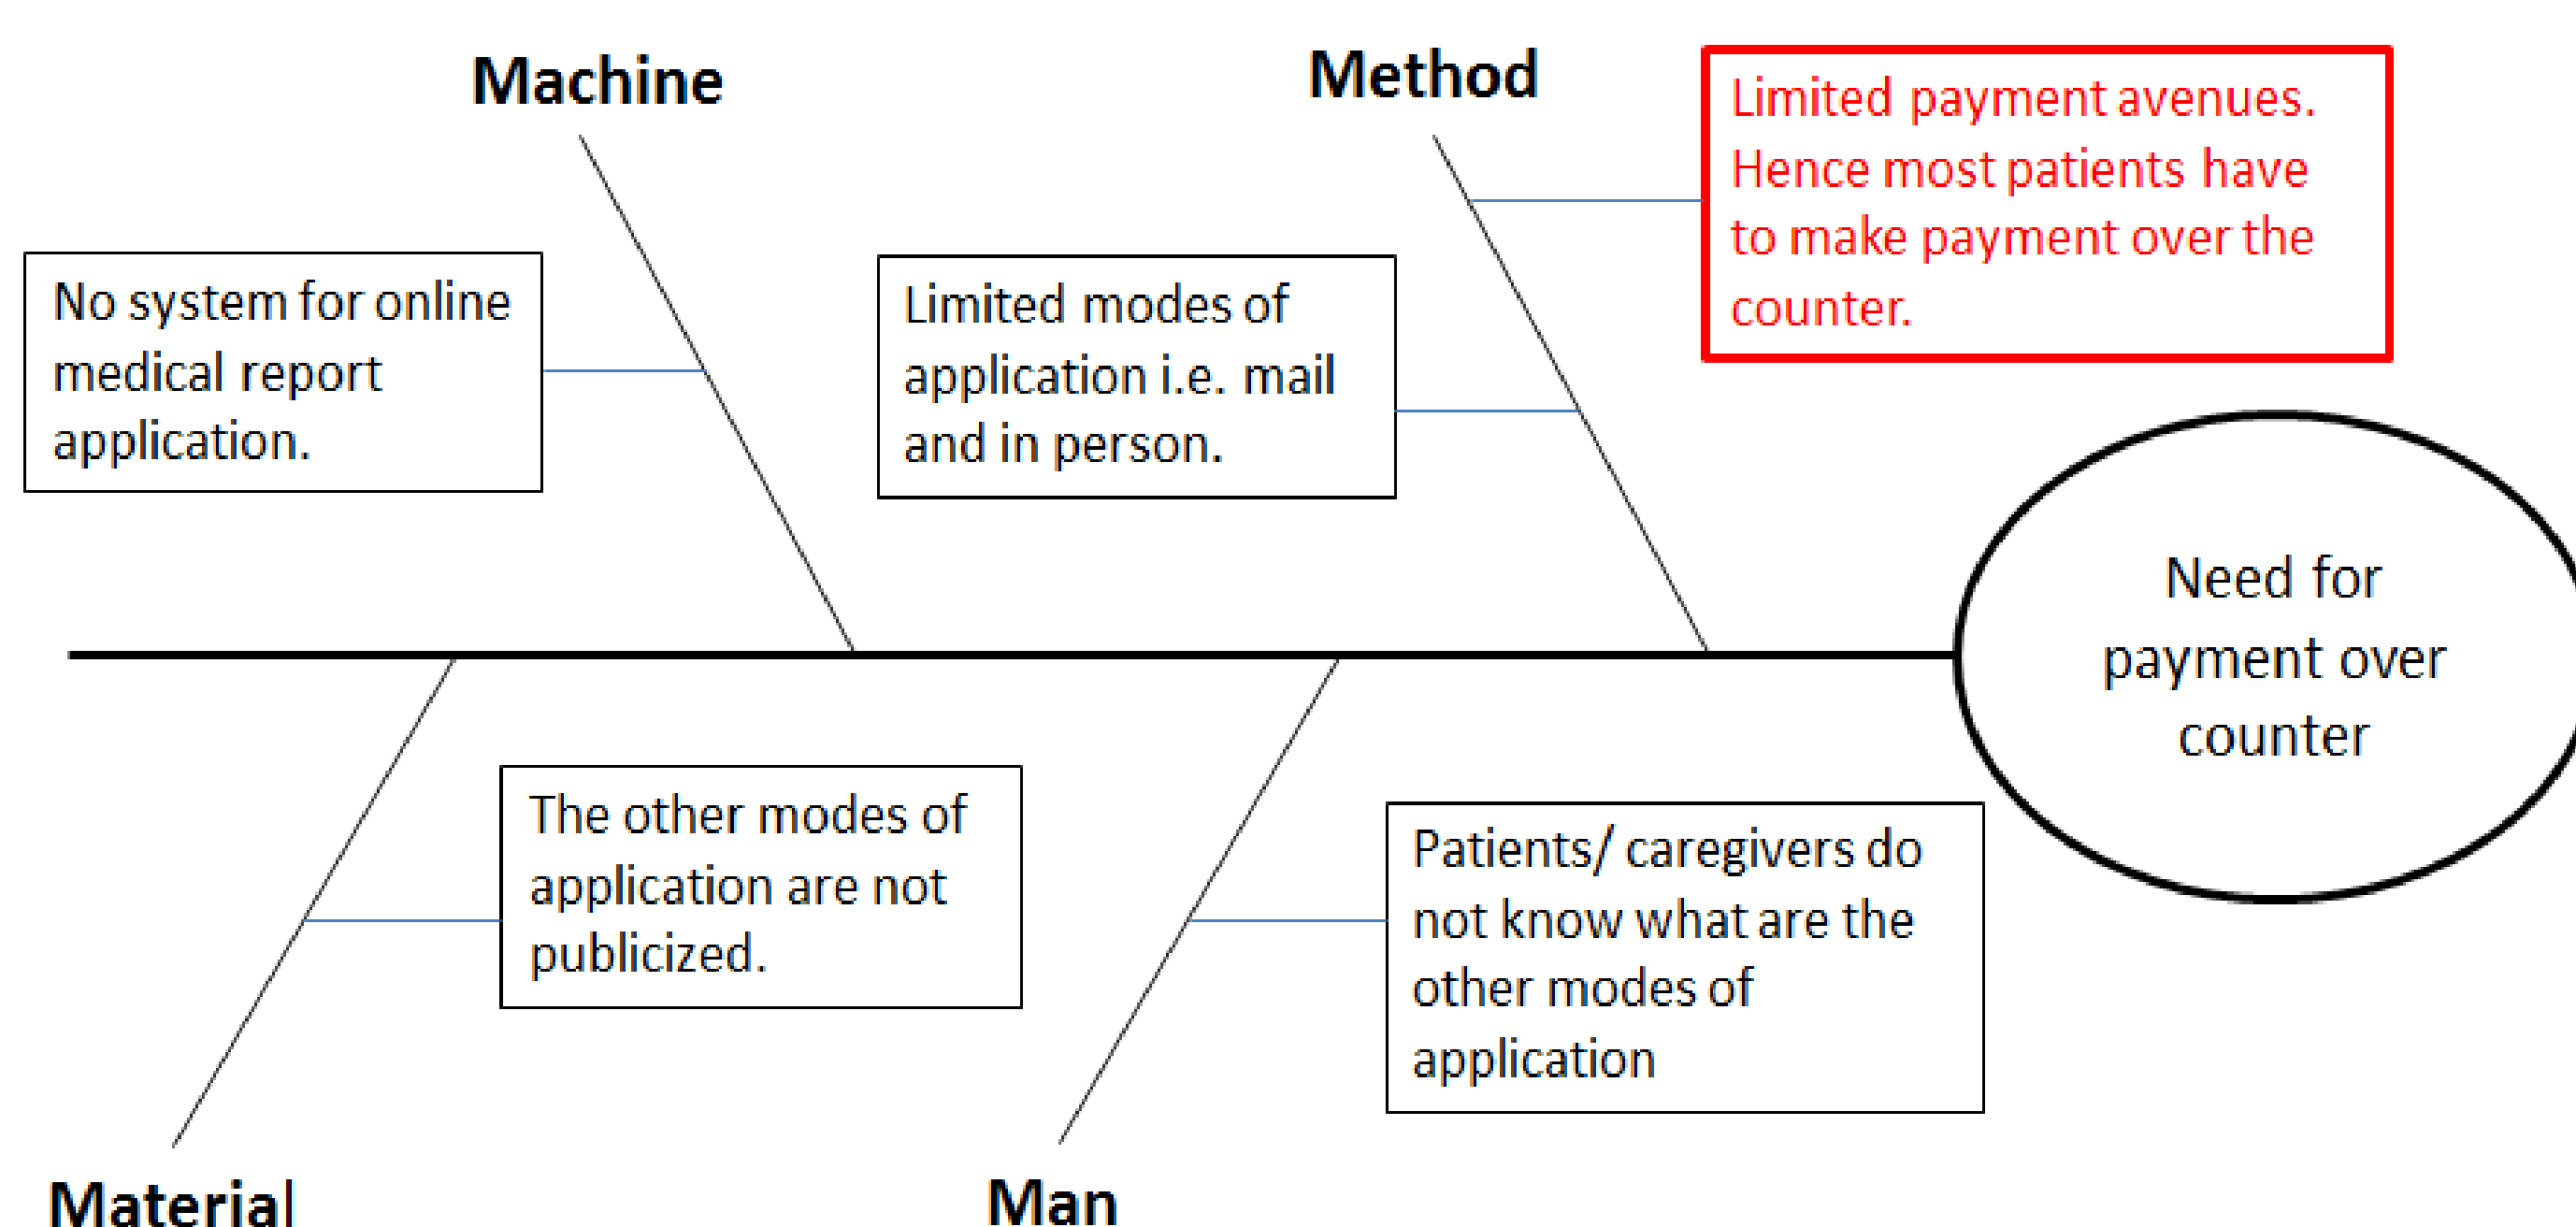 Machine
Method
Limited payment avenues.
Hence most patients have
to make payment over the
counter.
No system for online
medical report
application.
Limited modes of
application i.e. mail
and in person.
Need for
payment over
counter
The other modes of
application are not
publicized.
Patients/ caregivers do
not know what are the
other modes of
application
Material
Man